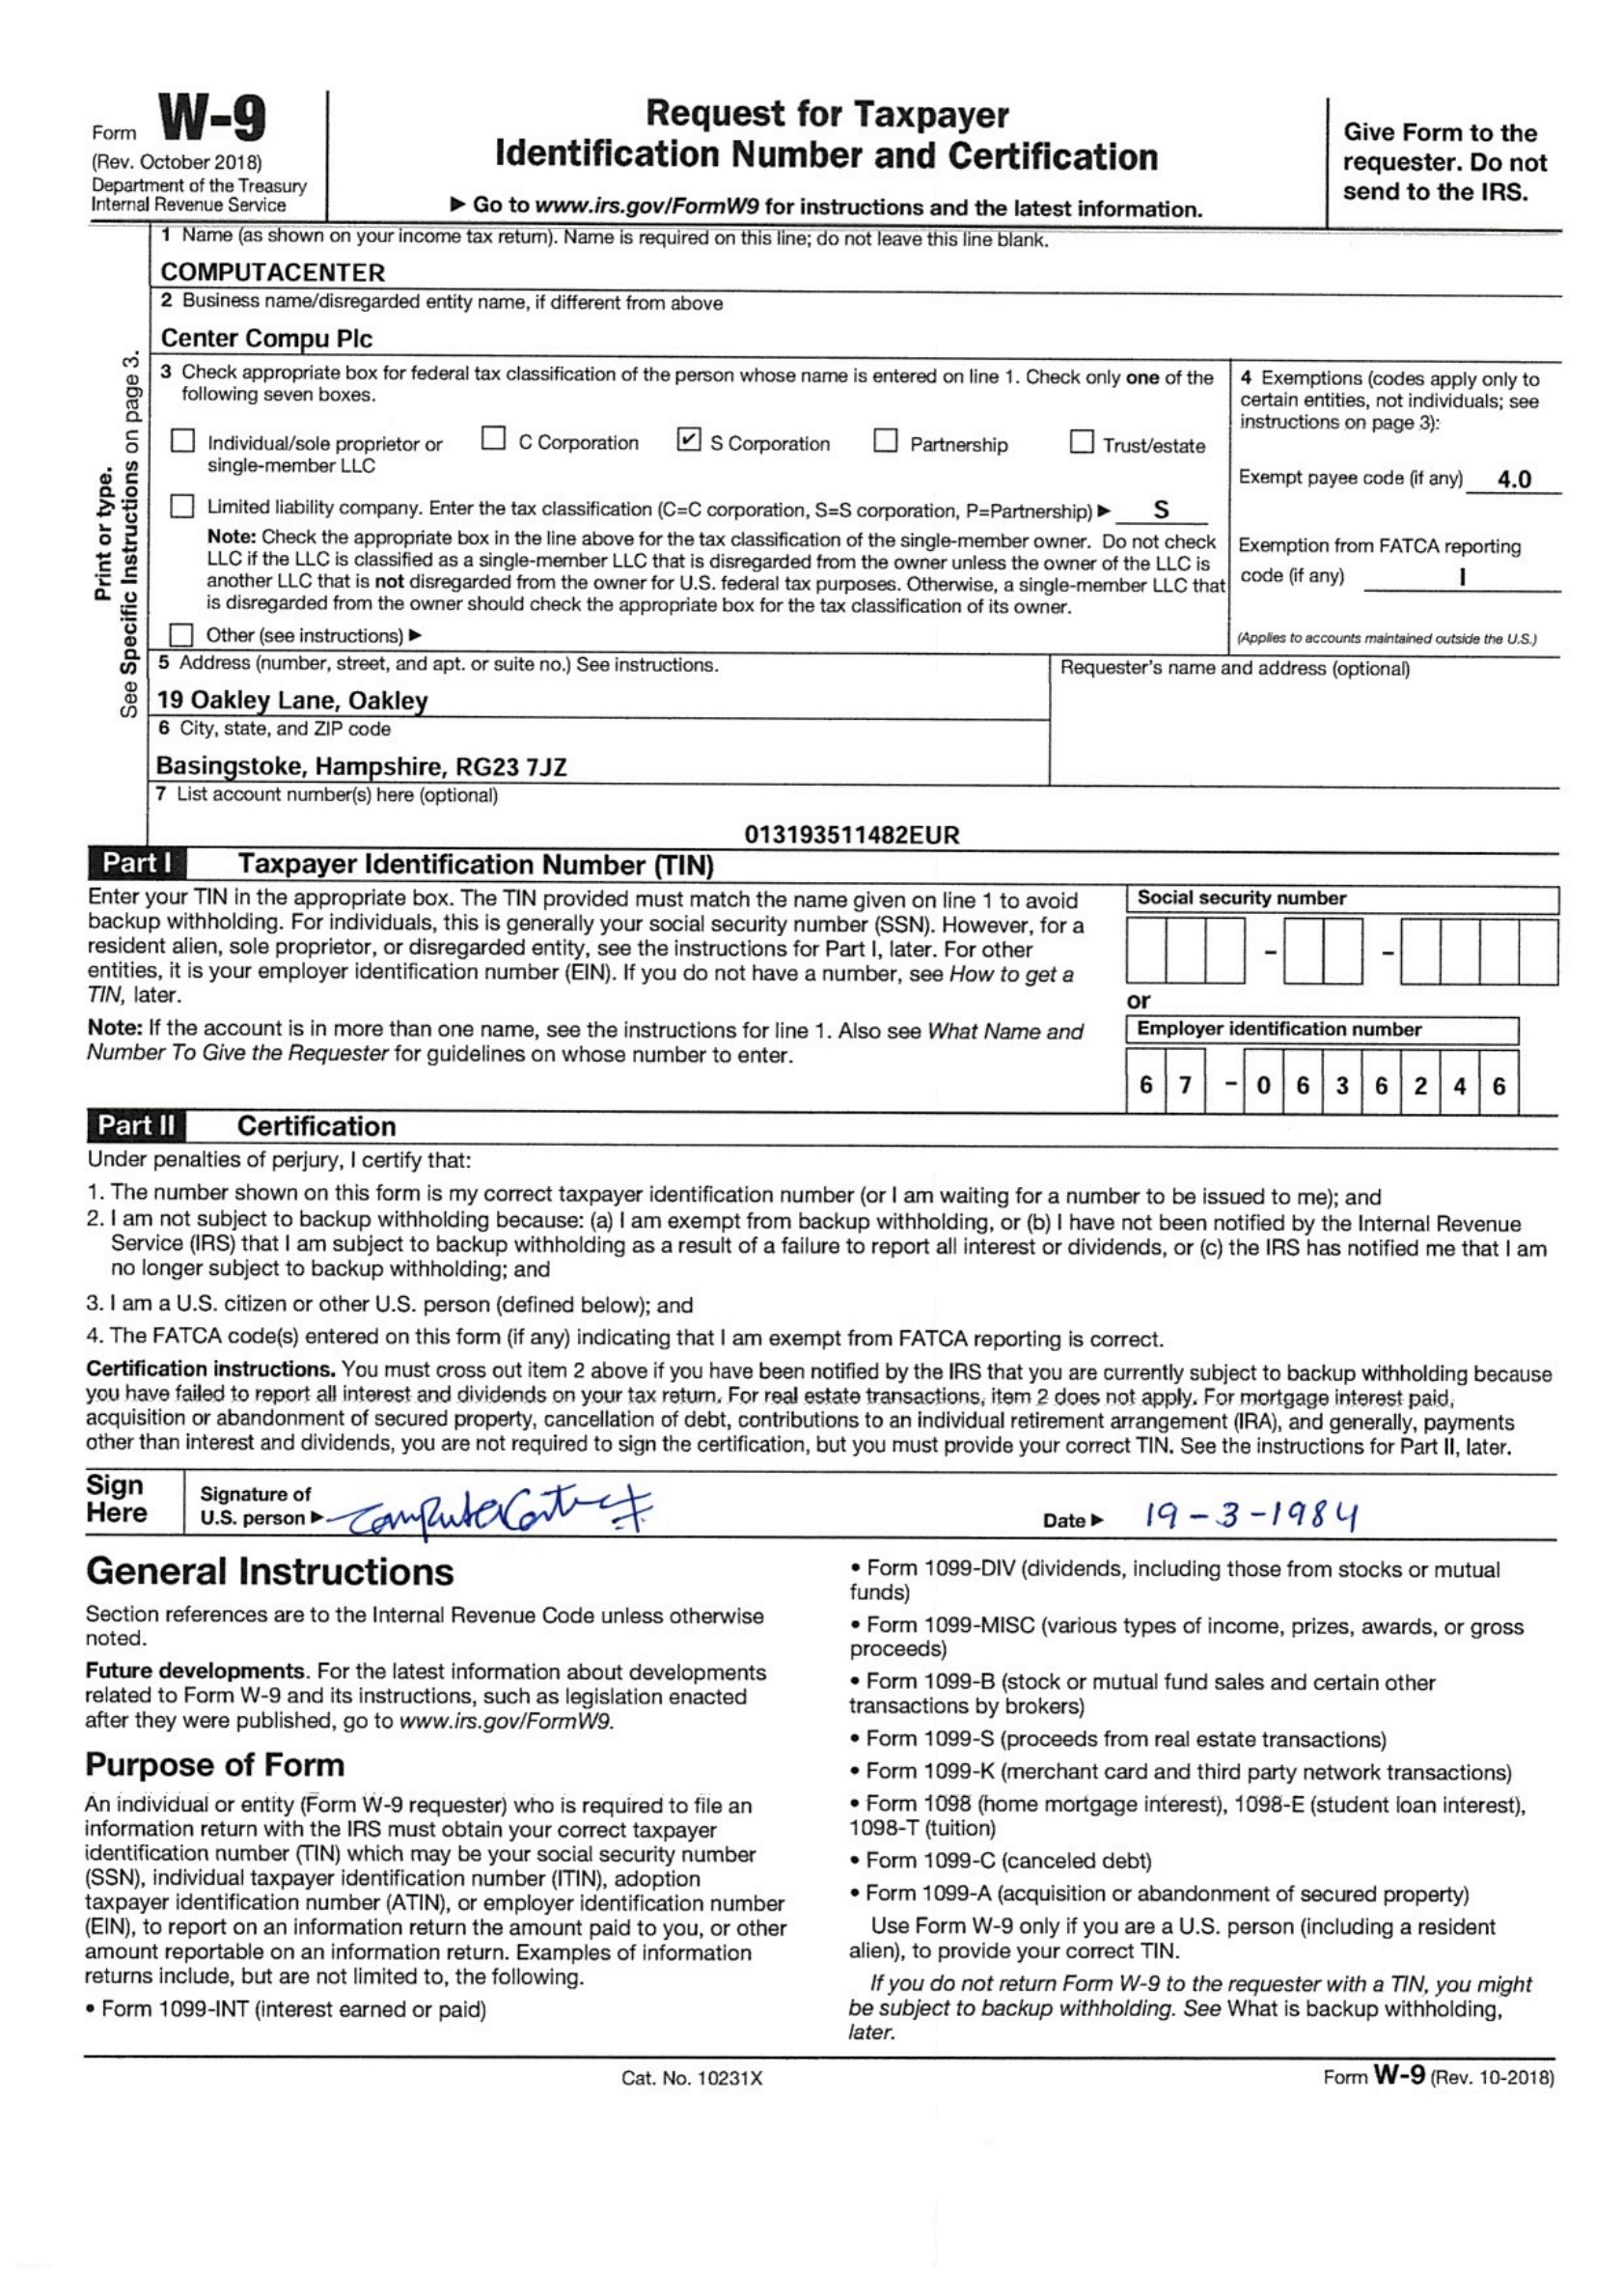 Form W-9
(Rev. October 2018)
Department of the Treasury
Internal Revenue Service
Request for Taxpayer
Identification Number and Certification
▶ Go to www.irs.gov/FormW9 for instructions and the latest information.
Give Form to the
requester. Do not
send to the IRS.
Print or type.
See Specific Instructions on page 3.
1 Name (as shown on your income tax return). Name is required on this line; do not leave this line blank.
COMPUTACENTER
2 Business name/disregarded entity name, if different from above
Center Compu Plc
3 Check appropriate box for federal tax classification of the person whose name is entered on line 1. Check only one of the
following seven boxes.
☐ Individual/sole proprietor or ☐ C Corporation ☑ S Corporation ☐ Partnership ☐ Trust/estate
single-member LLC
☐ Limited liability company. Enter the tax classification (C=C corporation, S=S corporation, P=Partnership) ▶ S
Note: Check the appropriate box in the line above for the tax classification of the single-member owner. Do not check
LLC if the LLC is classified as a single-member LLC that is disregarded from the owner unless the owner of the LLC is
another LLC that is not disregarded from the owner for U.S. federal tax purposes. Otherwise, a single-member LLC that
is disregarded from the owner should check the appropriate box for the tax classification of its owner.
☐ Other (see instructions) ▶
4 Exemptions (codes apply only to
certain entities, not individuals; see
instructions on page 3):
Exempt payee code (if any) 4.0
Exemption from FATCA reporting
code (if any) I
(Applies to accounts maintained outside the U.S.)
5 Address (number, street, and apt. or suite no.) See instructions.
19 Oakley Lane, Oakley
6 City, state, and ZIP code
Basingstoke, Hampshire, RG23 7JZ
Requester's name and address (optional)
7 List account number(s) here (optional)
013193511482EUR
Part I Taxpayer Identification Number (TIN)
Enter your TIN in the appropriate box. The TIN provided must match the name given on line 1 to avoid
backup withholding. For individuals, this is generally your social security number (SSN). However, for a
resident alien, sole proprietor, or disregarded entity, see the instructions for Part I, later. For other
entities, it is your employer identification number (EIN). If you do not have a number, see How to get a
TIN, later.
Note: If the account is in more than one name, see the instructions for line 1. Also see What Name and
Number To Give the Requester for guidelines on whose number to enter.
Social security number
- -
or
Employer identification number
6 7 - 0 6 3 6 2 4 6
Part II Certification
Under penalties of perjury, I certify that:
1. The number shown on this form is my correct taxpayer identification number (or I am waiting for a number to be issued to me); and
2. I am not subject to backup withholding because: (a) I am exempt from backup withholding, or (b) I have not been notified by the Internal Revenue
Service (IRS) that I am subject to backup withholding as a result of a failure to report all interest or dividends, or (c) the IRS has notified me that I am
no longer subject to backup withholding; and
3. I am a U.S. citizen or other U.S. person (defined below); and
4. The FATCA code(s) entered on this form (if any) indicating that I am exempt from FATCA reporting is correct.
Certification instructions. You must cross out item 2 above if you have been notified by the IRS that you are currently subject to backup withholding because
you have failed to report all interest and dividends on your tax return. For real estate transactions, item 2 does not apply. For mortgage interest paid,
acquisition or abandonment of secured property, cancellation of debt, contributions to an individual retirement arrangement (IRA), and generally, payments
other than interest and dividends, you are not required to sign the certification, but you must provide your correct TIN. See the instructions for Part II, later.
Sign
Here
Signature of
U.S. person ▶
Date ▶ 19-3-1984
General Instructions
Section references are to the Internal Revenue Code unless otherwise
noted.
Future developments. For the latest information about developments
related to Form W-9 and its instructions, such as legislation enacted
after they were published, go to www.irs.gov/FormW9.
Purpose of Form
An individual or entity (Form W-9 requester) who is required to file an
information return with the IRS must obtain your correct taxpayer
identification number (TIN) which may be your social security number
(SSN), individual taxpayer identification number (ITIN), adoption
taxpayer identification number (ATIN), or employer identification number
(EIN), to report on an information return the amount paid to you, or other
amount reportable on an information return. Examples of information
returns include, but are not limited to, the following.
• Form 1099-INT (interest earned or paid)
• Form 1099-DIV (dividends, including those from stocks or mutual
funds)
• Form 1099-MISC (various types of income, prizes, awards, or gross
proceeds)
• Form 1099-B (stock or mutual fund sales and certain other
transactions by brokers)
• Form 1099-S (proceeds from real estate transactions)
• Form 1099-K (merchant card and third party network transactions)
• Form 1098 (home mortgage interest), 1098-E (student loan interest),
1098-T (tuition)
• Form 1099-C (canceled debt)
• Form 1099-A (acquisition or abandonment of secured property)
Use Form W-9 only if you are a U.S. person (including a resident
alien), to provide your correct TIN.
If you do not return Form W-9 to the requester with a TIN, you might
be subject to backup withholding. See What is backup withholding,
later.
Cat. No. 10231X
Form W-9 (Rev. 10-2018)